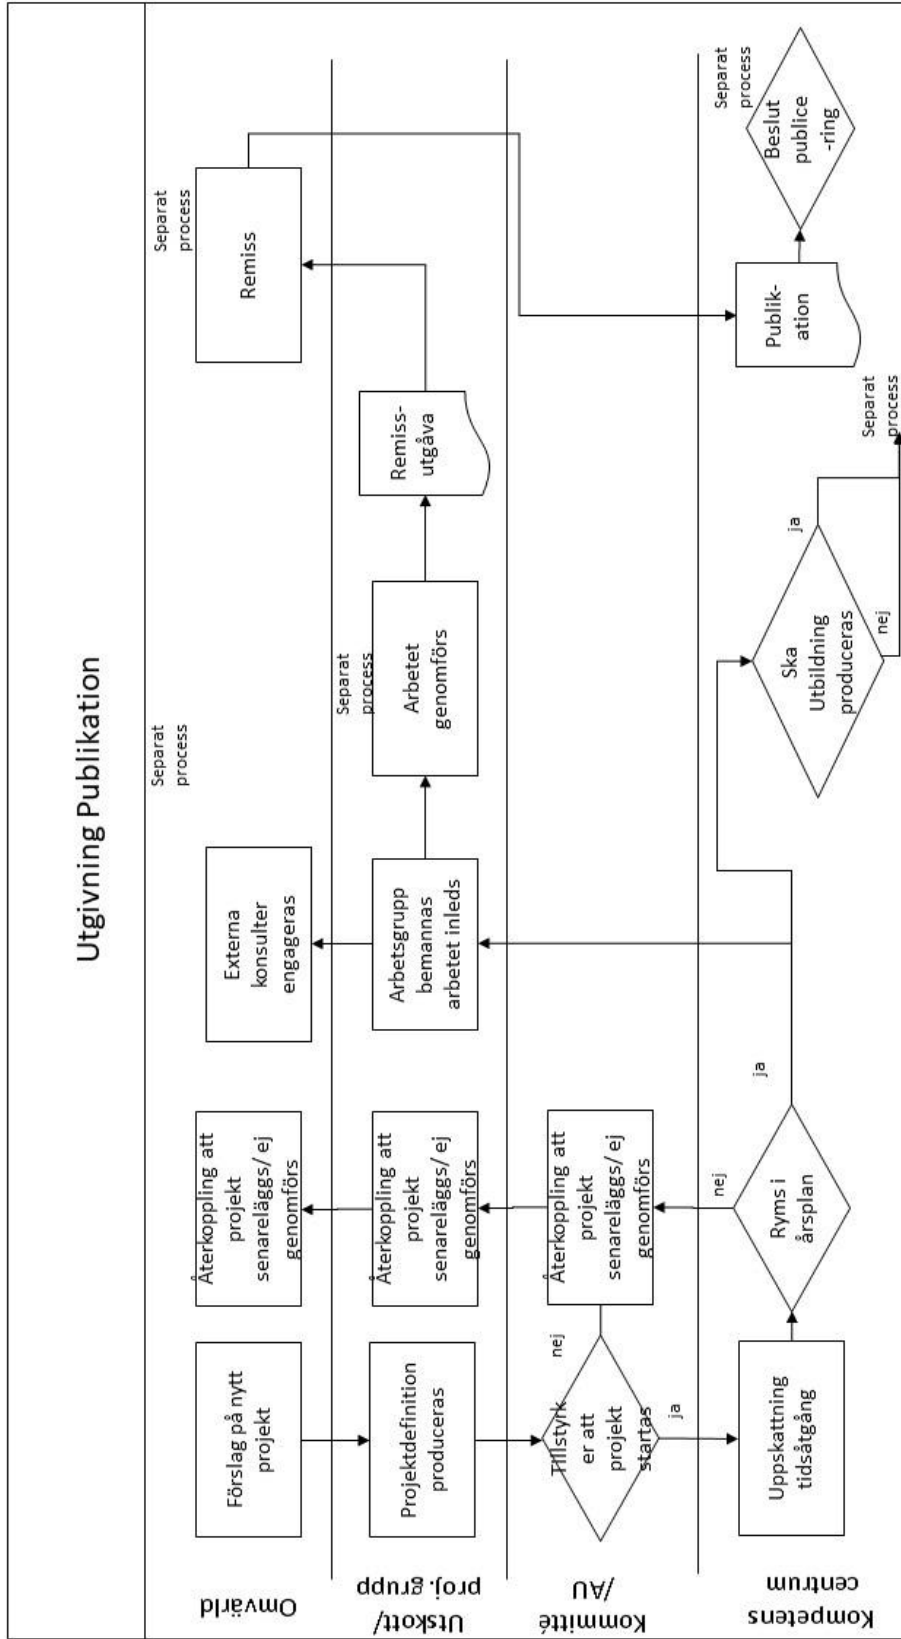 Utgivning Publikation
Omvärld
Förslag på nytt
projekt
Återkoppling att
projekt
senareläggs/ ej
genomförs
Externa
konsulter
engageras
Separat
process
Separat
process
Remiss
Utskott/
proj.grupp
Projektdefinition
produceras
Återkoppling att
projekt
senareläggs/ ej
genomförs
Arbetsgrupp
bemannas
arbetet inleds
Separat
process
Arbetet
genomförs
Remiss-
utgåva
Kommitté
/AU
Tillstyrk
er att
projekt
startas
nej
ja
Återkoppling att
projekt
senareläggs/ ej
genomförs
Kompetens
centrum
Uppskattning
tidsåtgång
Ryms i
årsplan
nej
ja
Ska
Utbildning
produceras
ja
nej
Separat
process
Publik-
ation
Separat
process
Beslut
publice
-ring